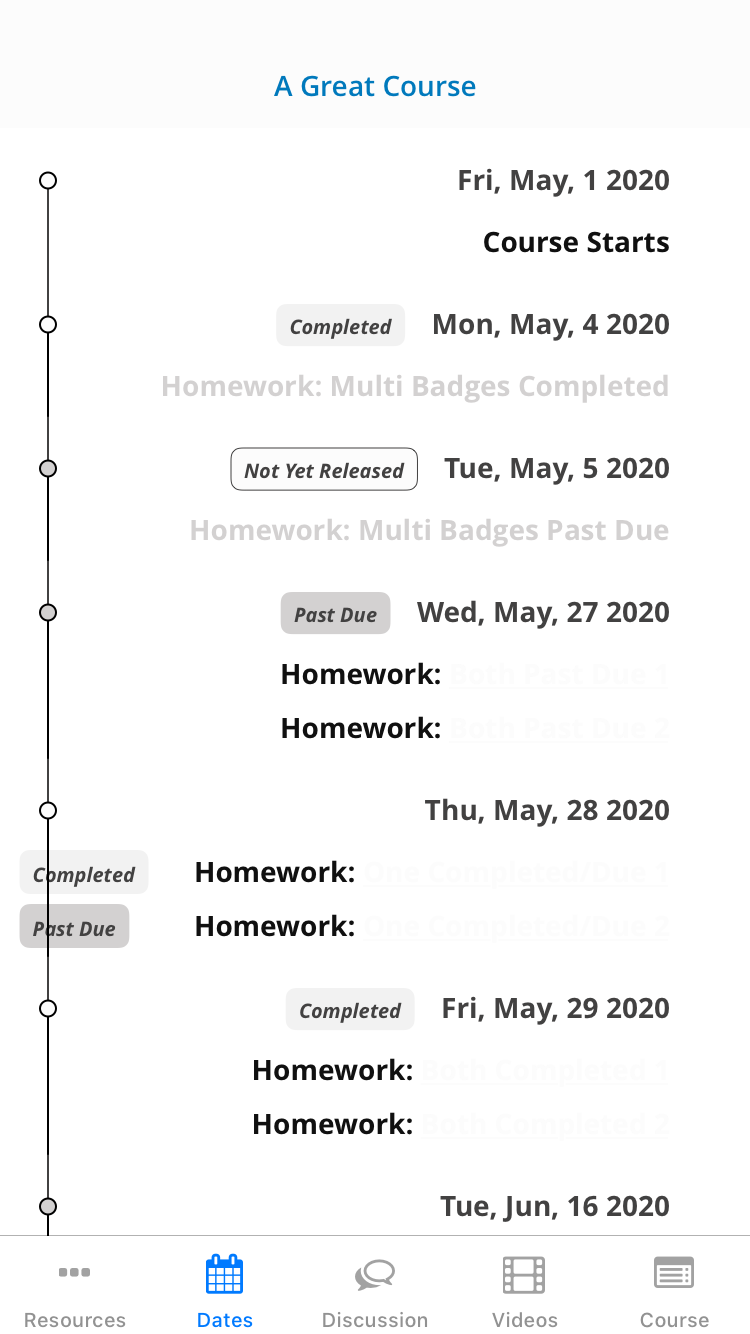 A Great Course
Fri, May, 1 2020
Course Starts
Completed Mon, May, 4 2020
Homework: Multi Badges Completed
Not Yet Released Tue, May, 5 2020
Homework: Multi Badges Past Due
Past Due Wed, May, 27 2020
Homework: Both Past Due 1
Homework: Both Past Due 2
Thu, May, 28 2020
Completed Homework: One Completed/Due 1
Past Due Homework: One Completed/Due 2
Completed Fri, May, 29 2020
Homework: Both Completed 1
Homework: Both Completed 2
Tue, Jun, 16 2020
Resources Dates Discussion Videos Course